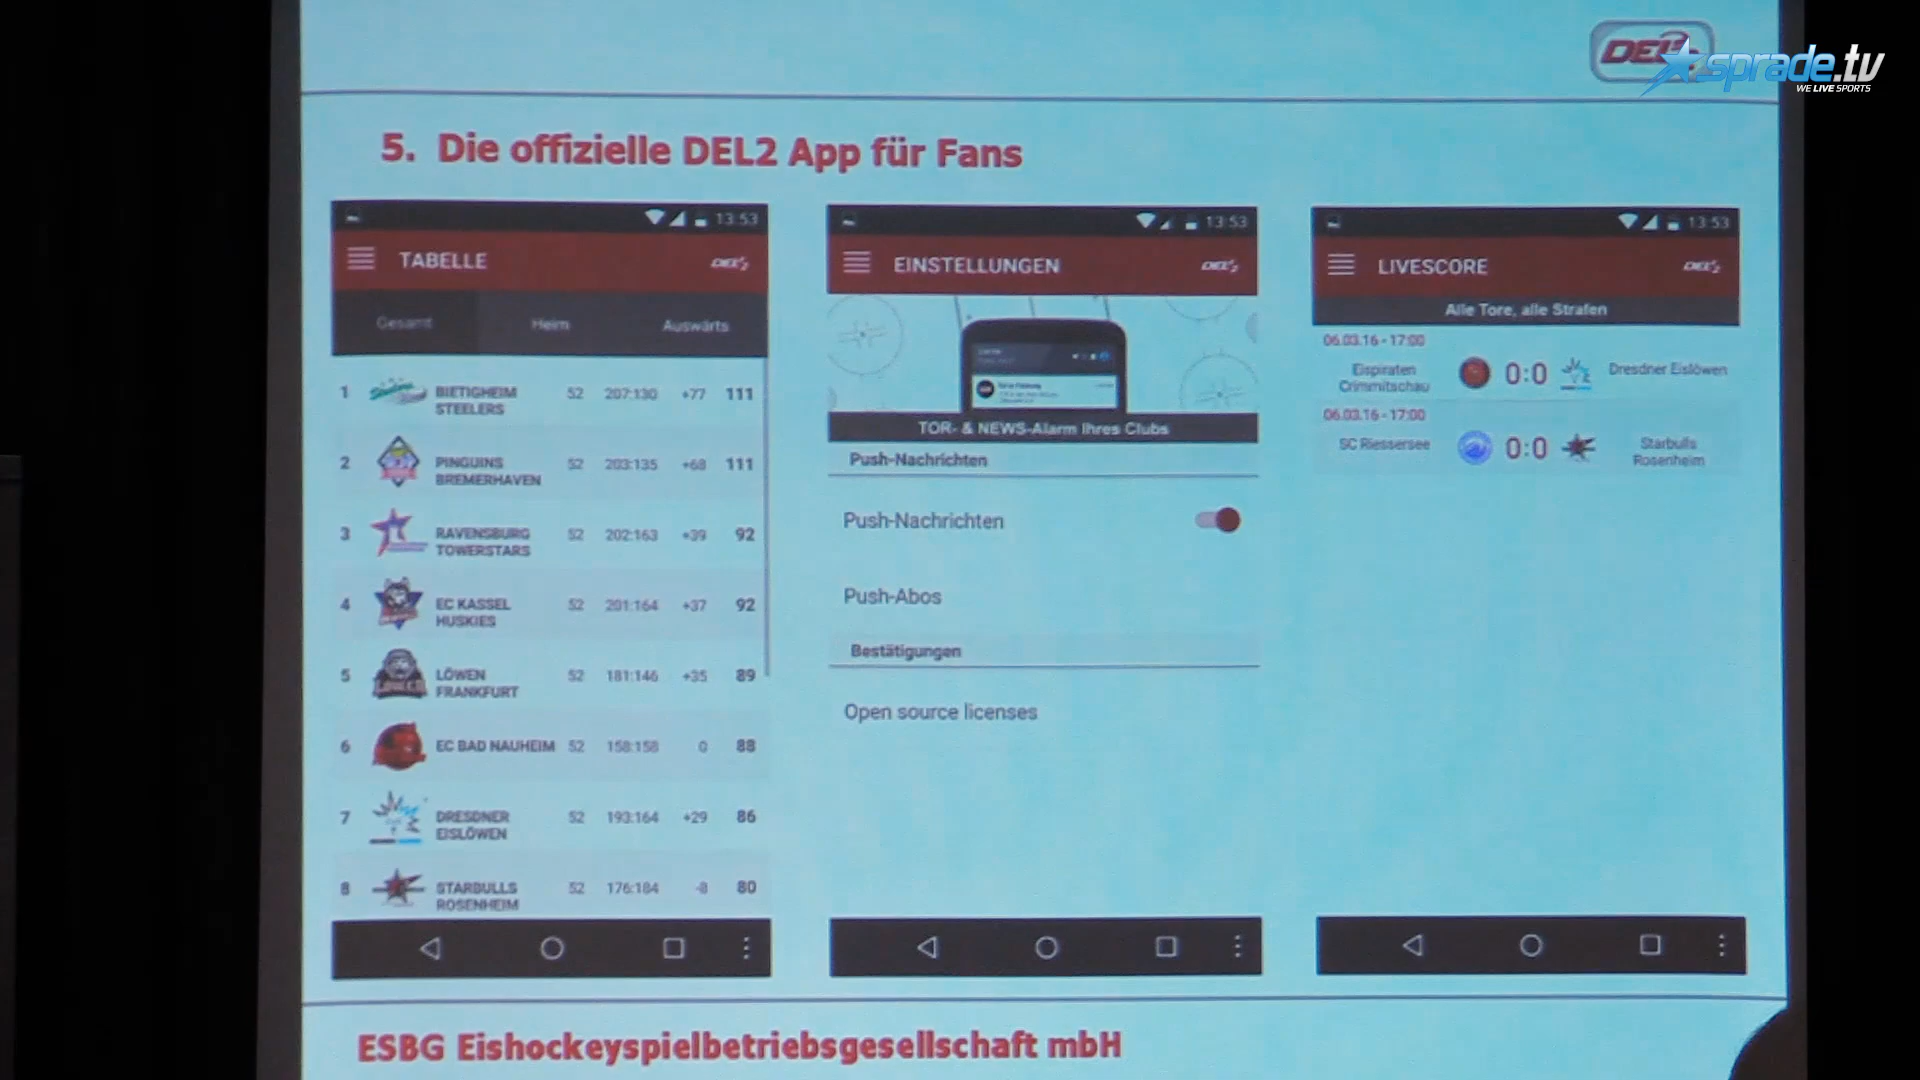 DEL2
sprade.tv
WE LIVE SPORTS
5. Die offizielle DEL2 App für Fans
13:53
TABELLE
DEL2
Gesamt Heim Auswärts
1 BIETIGHEIM STEELERS 52 207:130 +77 111
2 PINGUINS BREMERHAVEN 52 203:135 +68 111
3 RAVENSBURG TOWERSTARS 52 202:163 +39 92
4 EC KASSEL HUSKIES 52 201:164 +37 92
5 LÖWEN FRANKFURT 52 181:146 +35 89
6 EC BAD NAUHEIM 52 158:158 0 88
7 DRESDNER EISLÖWEN 52 193:164 +29 86
8 STARBULLS ROSENHEIM 52 176:184 -8 80
13:53
EINSTELLUNGEN
DEL2
TOR- & NEWS-Alarm Ihres Clubs
Push-Nachrichten
Push-Nachrichten
Push-Abos
Bestätigungen
Open source licenses
13:53
LIVESCORE
DEL2
Alle Tore, alle Strafen
06.03.16 - 17:00
Eispiraten Crimmitschau 0:0 Dresdner Eislöwen
06.03.16 - 17:00
SC Riessersee 0:0 Starbulls Rosenheim
ESBG Eishockeyspielbetriebsgesellschaft mbH